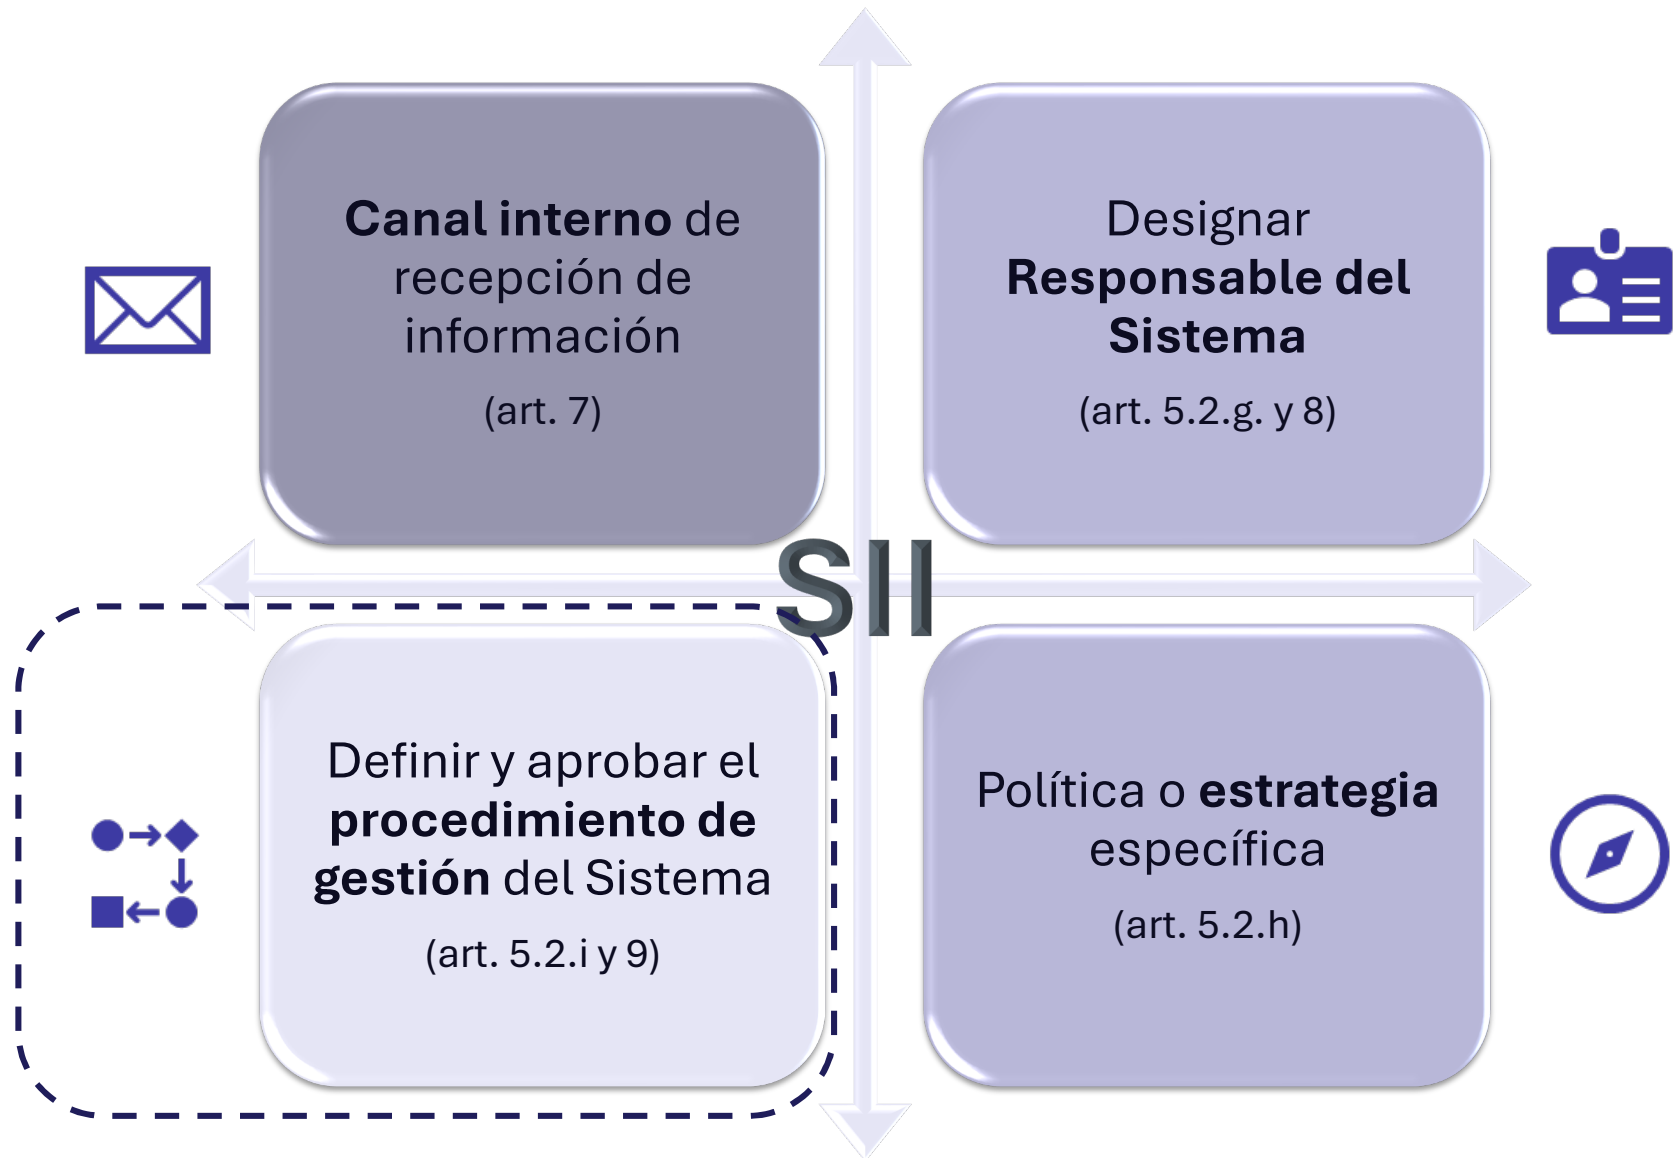 Canal interno de
recepción de
información
(art. 7)
Designar
Responsable del
Sistema
(art. 5.2.g. y 8)
SII
Definir y aprobar el
procedimiento de
gestión del Sistema
(art. 5.2.i y 9)
Política o estrategia
específica
(art. 5.2.h)